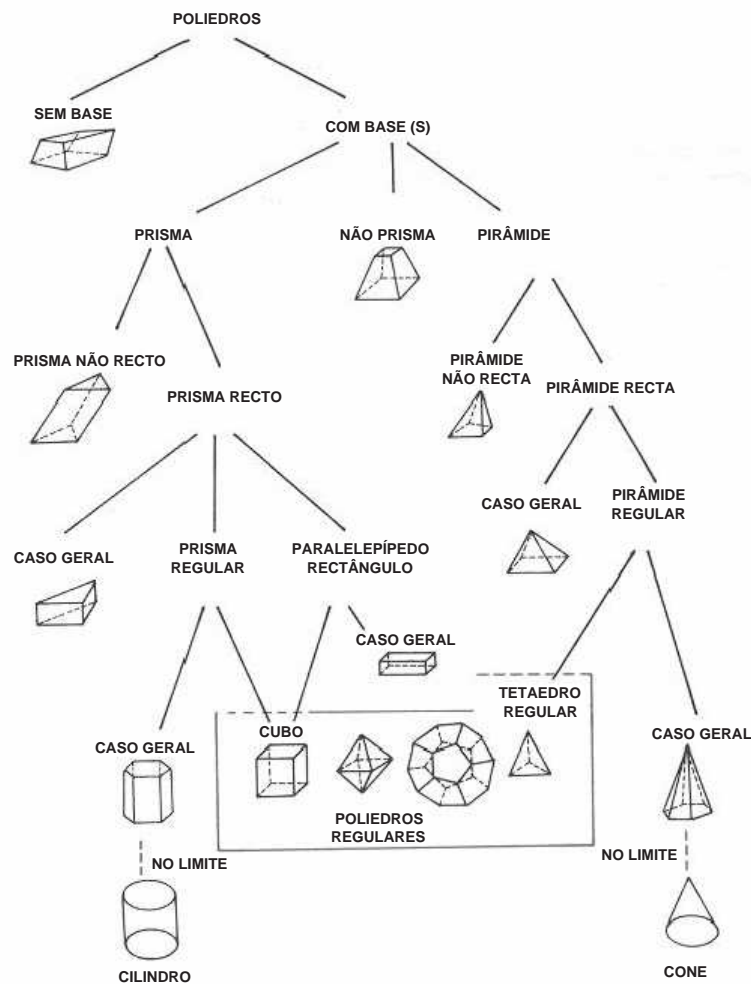 POLIEDROS
SEM BASE
COM BASE (S)
PRISMA
NÃO PRISMA
PIRÂMIDE
PRISMA NÃO RECTO
PRISMA RECTO
PIRÂMIDE
NÃO RECTA
PIRÂMIDE RECTA
CASO GERAL
PIRÂMIDE
REGULAR
CASO GERAL
PRISMA
REGULAR
PARALELEPÍPEDO
RECTÂNGULO
CASO GERAL
TETAEDRO
REGULAR
CASO GERAL
CUBO
CASO GERAL
POLIEDROS
REGULARES
NO LIMITE
NO LIMITE
CILINDRO
CONE